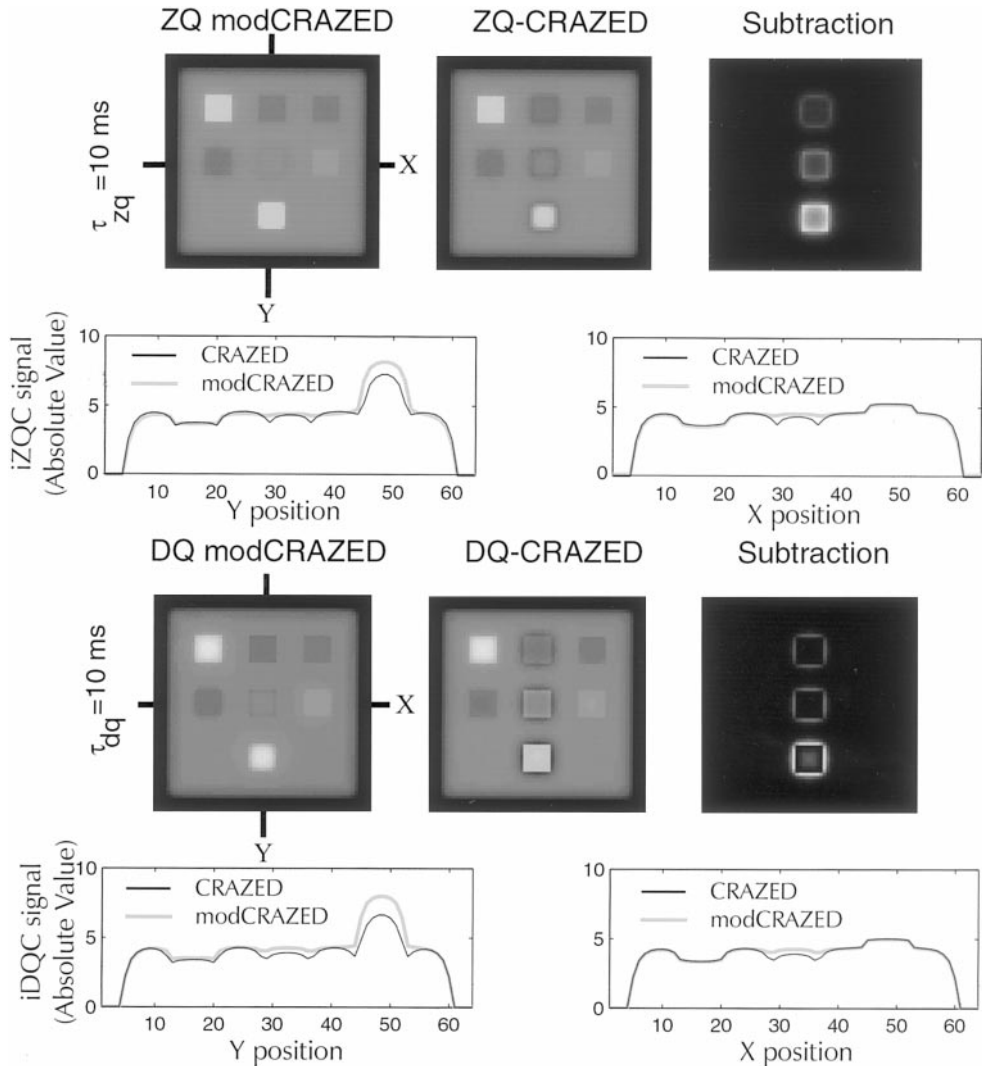 ZQ modCRAZED
ZQ-CRAZED
Subtraction
τzq =10 ms
X
Y
iZQC signal
(Absolute Value)
10
5
0
CRAZED
modCRAZED
10 20 30 40 50 60
Y position
10
5
0
CRAZED
modCRAZED
10 20 30 40 50 60
X position
DQ modCRAZED
DQ-CRAZED
Subtraction
τdq=10 ms
X
Y
iDQC signal
(Absolute Value)
10
5
0
CRAZED
modCRAZED
10 20 30 40 50 60
Y position
10
5
0
CRAZED
modCRAZED
10 20 30 40 50 60
X position